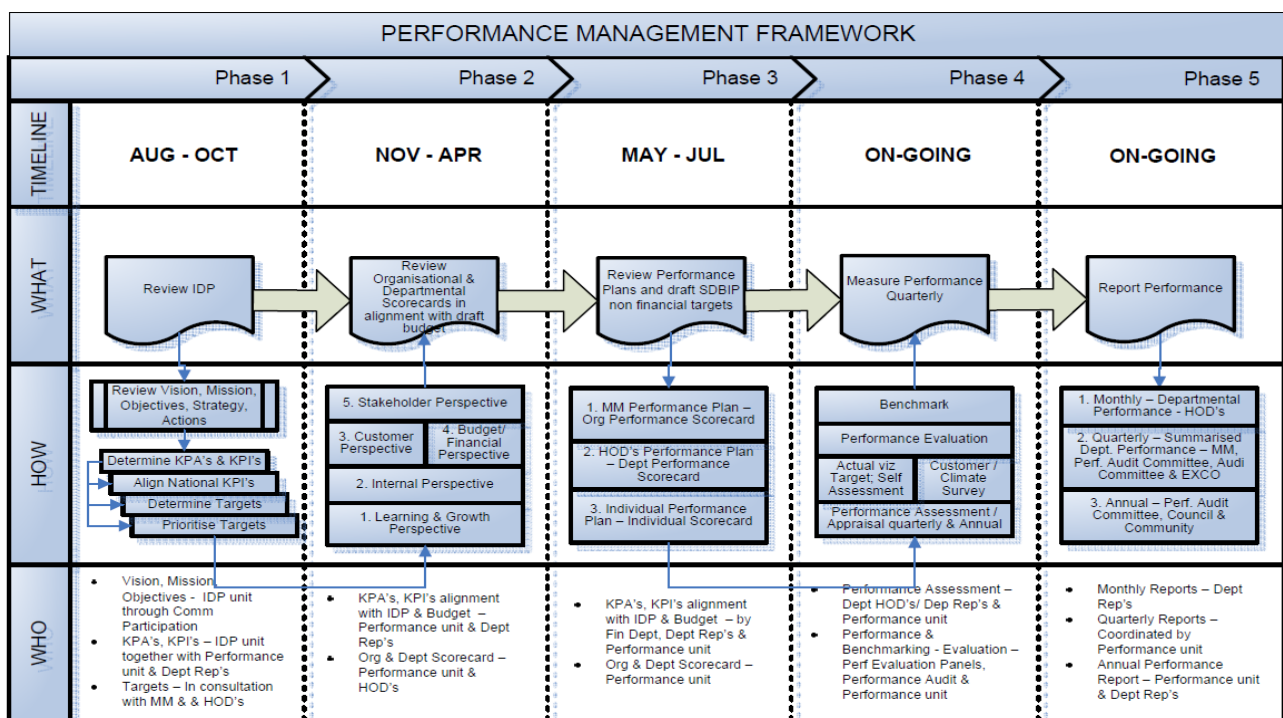 PERFORMANCE MANAGEMENT FRAMEWORK
Phase 1
Phase 2
Phase 3
Phase 4
Phase 5
TIMELINE
AUG - OCT
NOV - APR
MAY - JUL
ON-GOING
ON-GOING
WHAT
Review IDP
Review
Organisational &
Departmental
Scorecards in
alignment with draft
budget
Review Performance
Plans and draft SDBIP
non financial targets
Measure Performance
Quarterly
Report Performance
HOW
Review Vision, Mission,
Objectives, Strategy,
Actions
Determine KPA's & KPI's
Align National KPI's
Determine Targets
Prioritise Targets
5. Stakeholder Perspective
3. Customer
Perspective
4. Budget/
Financial
Perspective
2. Internal Perspective
1. Learning & Growth
Perspective
1. MM Performance Plan –
Org Performance Scorecard
2. HOD's Performance
Plan – Dept Performance
Scorecard
3. Individual Performance
Plan – Individual Scorecard
Benchmark
Performance Evaluation
Actual viz
Target; Self
Assessment
Customer /
Climate
Survey
Performance Assessment /
Appraisal quarterly & Annual
1. Monthly – Departmental
Performance - HOD's
2. Quarterly – Summarised
Dept. Performance – MM,
Perf. Audit Committee, Audi
Committee & EXCO
3. Annual – Perf. Audit
Committee, Council &
Community
WHO
• Vision, Mission,
Objectives - IDP unit
through Comm
Participation
• KPA's, KPI's – IDP unit
together with Performance
unit & Dept Rep's
• Targets – In consultation
with MM & & HOD's
• KPA's, KPI's alignment
with IDP & Budget –
Performance unit & Dept
Rep's
• Org & Dept Scorecard –
Performance unit &
HOD's
• KPA's, KPI's alignment
with IDP & Budget – by
Fin Dept, Dept Rep's &
Performance unit
• Org & Dept Scorecard –
Performance unit
• Performance Assessment –
Dept HOD's/ Dep Rep's &
Performance unit
• Performance &
Benchmarking - Evaluation –
Perf Evaluation Panels,
Performance Audit &
Performance unit
• Monthly Reports – Dept
Rep's
• Quarterly Reports –
Coordinated by
Performance unit
• Annual Performance
Report – Performance unit
& Dept Rep's